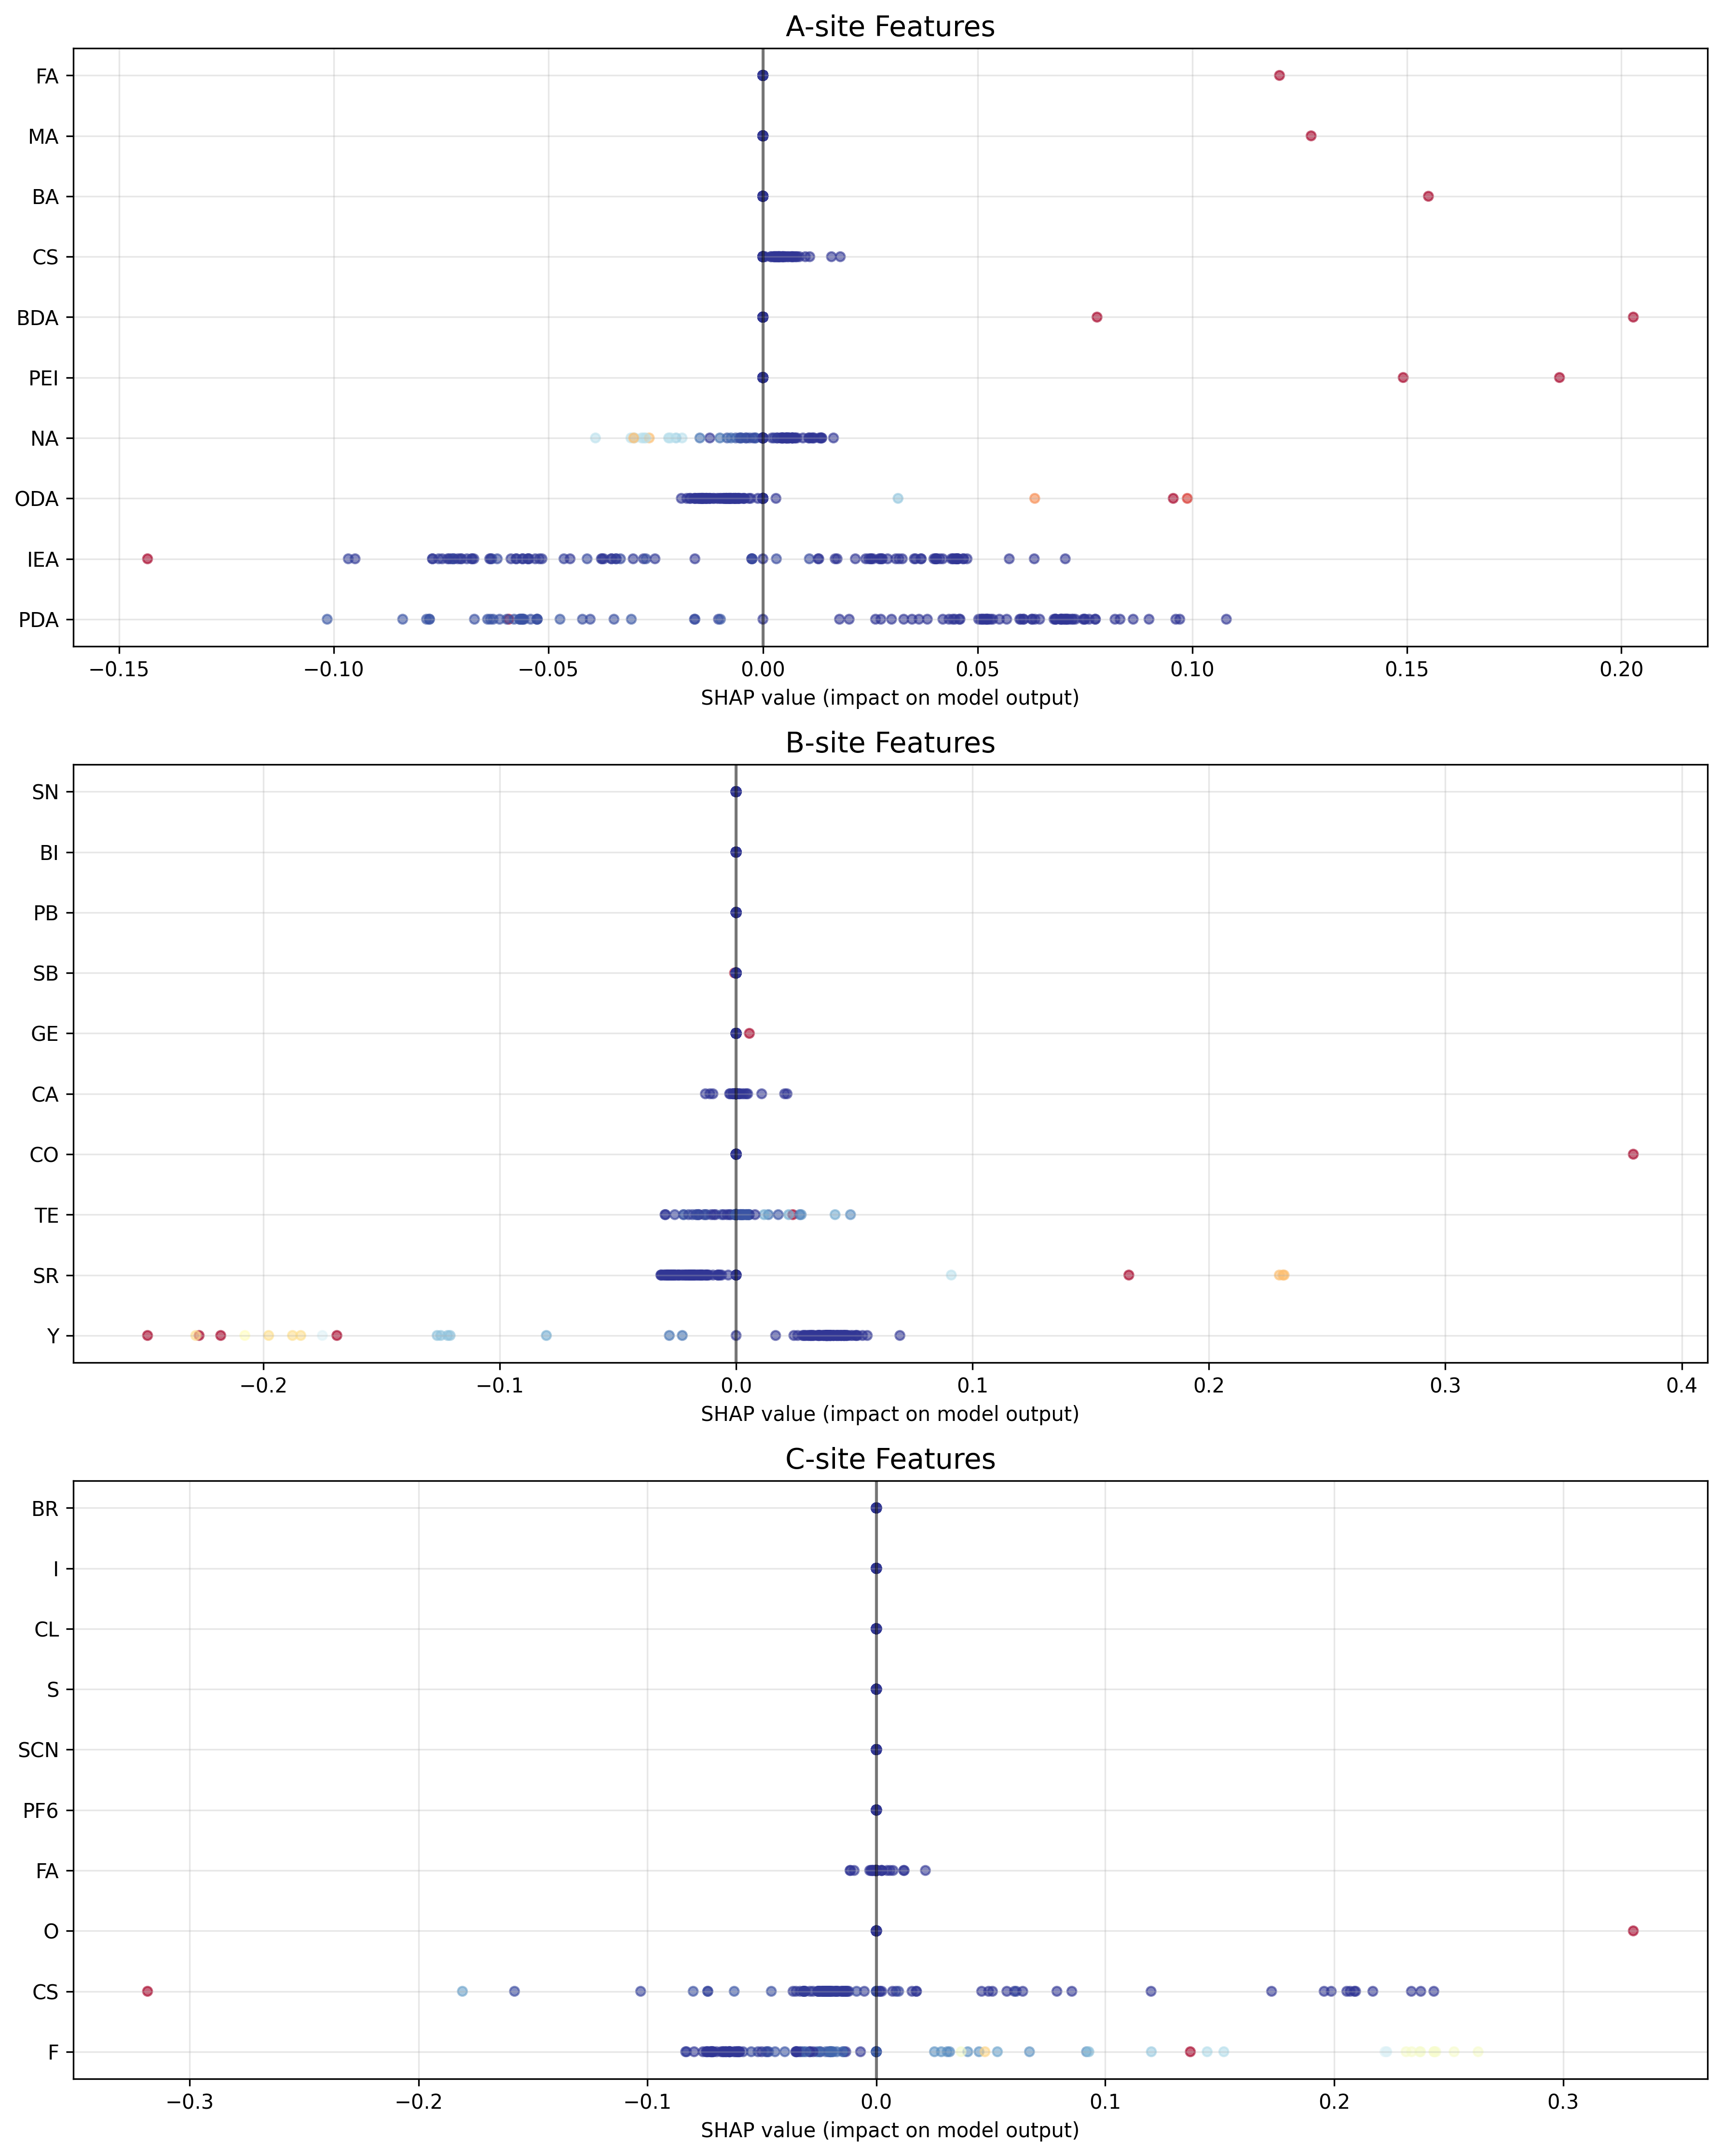 A-site Features
FA
MA
BA
CS
BDA
PEI
NA
ODA
IEA
PDA
−0.15 −0.10 −0.05 0.00 0.05 0.10 0.15 0.20
SHAP value (impact on model output)
B-site Features
SN
BI
PB
SB
GE
CA
CO
TE
SR
Y
−0.2 −0.1 0.0 0.1 0.2 0.3 0.4
SHAP value (impact on model output)
C-site Features
BR
I
CL
S
SCN
PF6
FA
O
CS
F
−0.3 −0.2 −0.1 0.0 0.1 0.2 0.3
SHAP value (impact on model output)